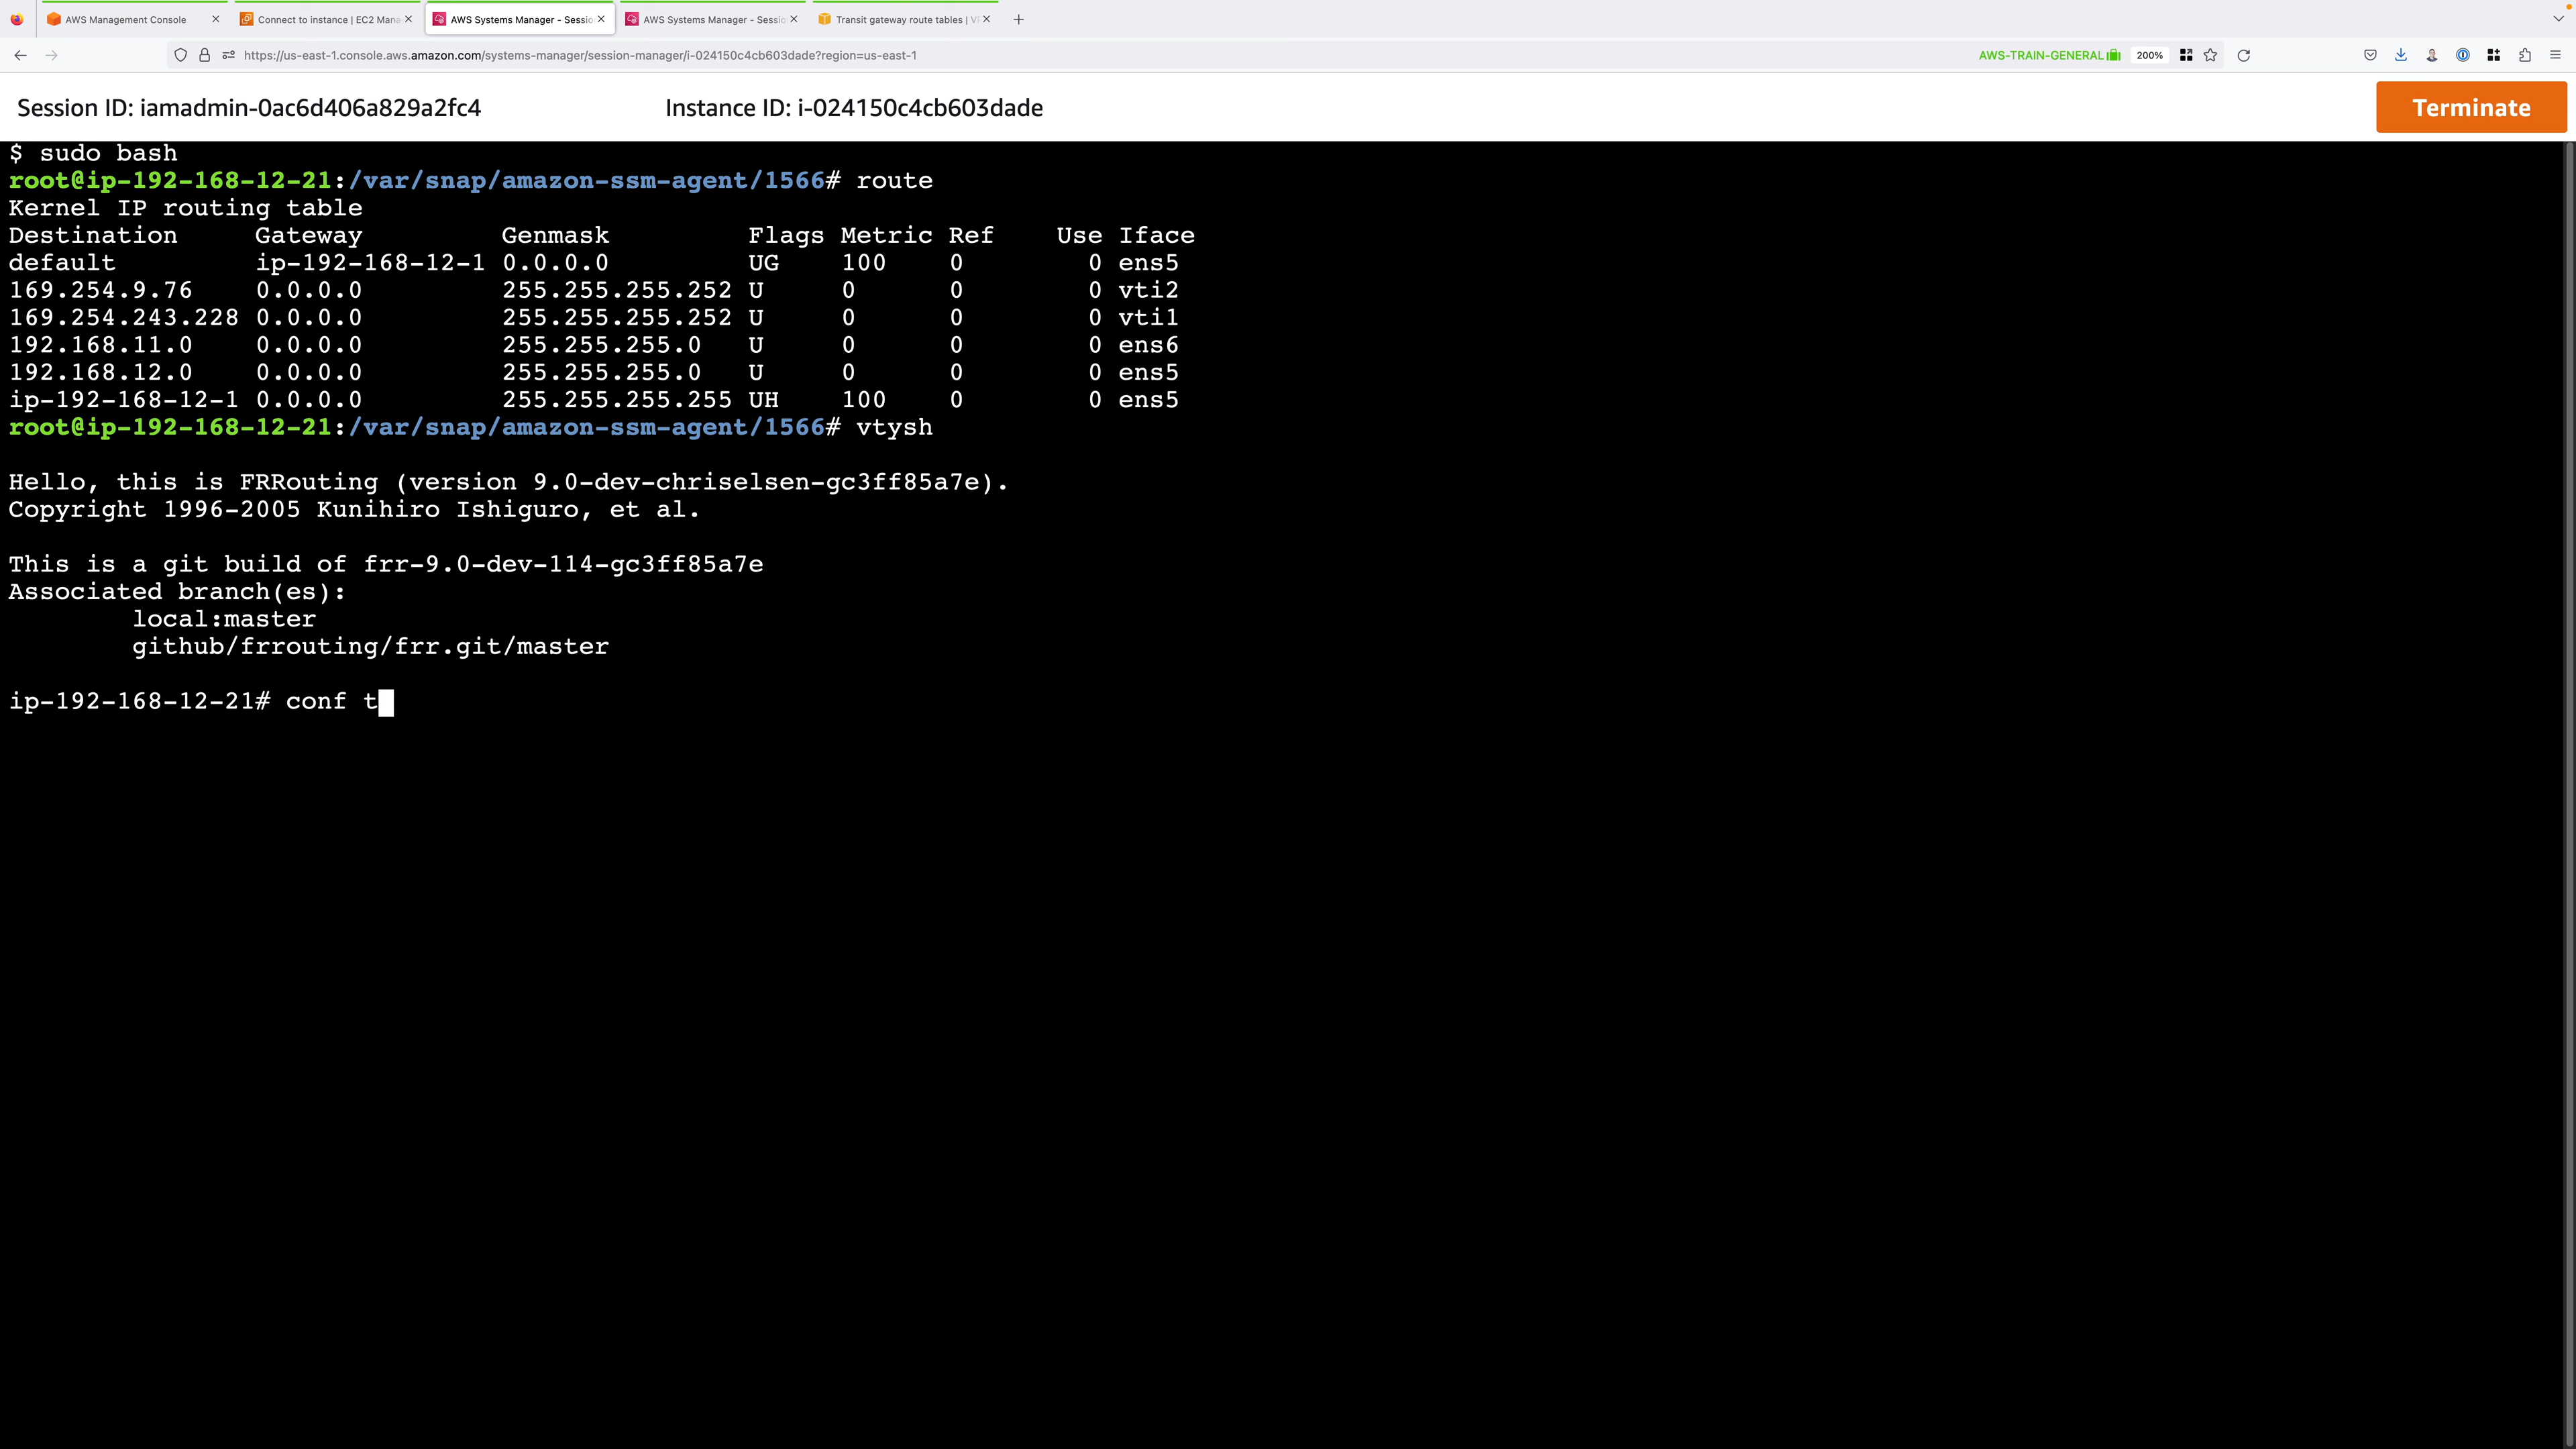 AWS Management Console
Connect to instance | EC2 Mana
AWS Systems Manager - Sessio
AWS Systems Manager - Sessio
Transit gateway route tables | V
https://us-east-1.console.aws.amazon.com/systems-manager/session-manager/i-024150c4cb603dade?region=us-east-1
AWS-TRAIN-GENERAL
200%
Session ID: iamadmin-0ac6d406a829a2fc4
Instance ID: i-024150c4cb603dade
Terminate
$ sudo bash
root@ip-192-168-12-21:/var/snap/amazon-ssm-agent/1566# route
Kernel IP routing table
Destination     Gateway         Genmask         Flags Metric Ref    Use Iface
default         ip-192-168-12-1 0.0.0.0         UG    100    0        0 ens5
169.254.9.76    0.0.0.0         255.255.255.252 U     0      0        0 vti2
169.254.243.228 0.0.0.0         255.255.255.252 U     0      0        0 vti1
192.168.11.0    0.0.0.0         255.255.255.0   U     0      0        0 ens6
192.168.12.0    0.0.0.0         255.255.255.0   U     0      0        0 ens5
ip-192-168-12-1 0.0.0.0         255.255.255.255 UH    100    0        0 ens5
root@ip-192-168-12-21:/var/snap/amazon-ssm-agent/1566# vtysh
Hello, this is FRRouting (version 9.0-dev-chriselsen-gc3ff85a7e).
Copyright 1996-2005 Kunihiro Ishiguro, et al.
This is a git build of frr-9.0-dev-114-gc3ff85a7e
Associated branch(es):
local:master
github/frrouting/frr.git/master
ip-192-168-12-21# conf t